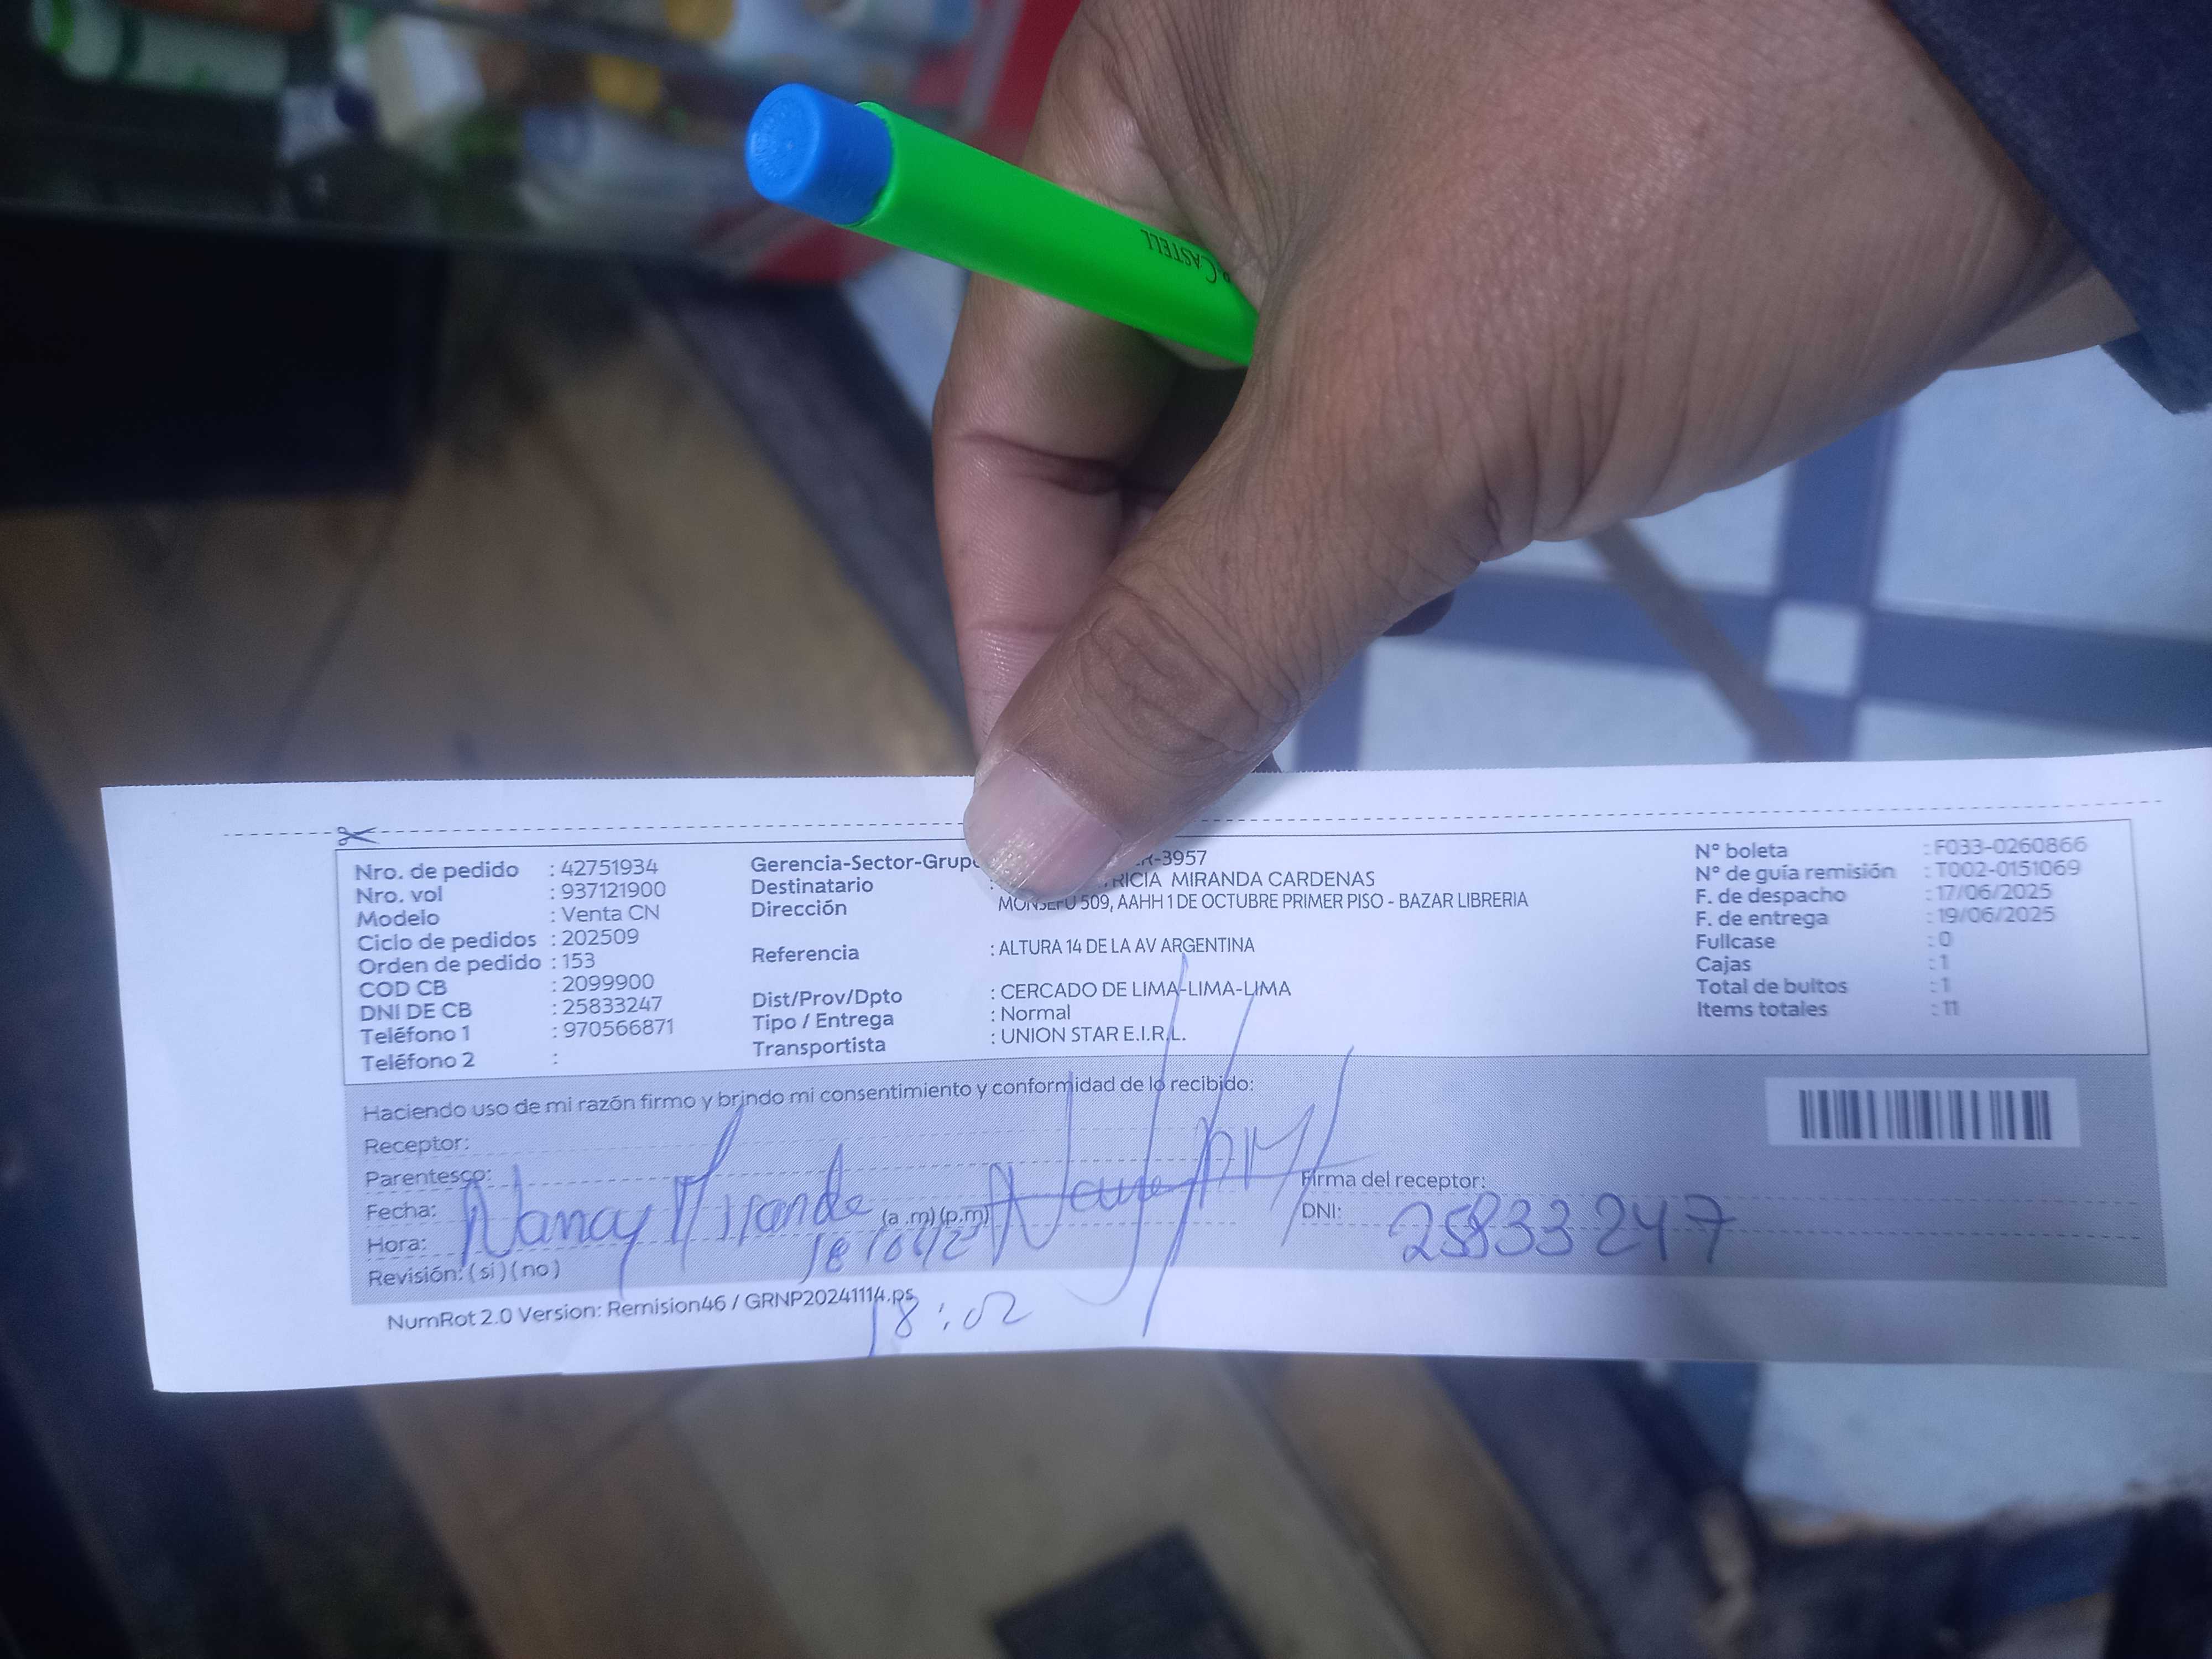 CASTELL
Nro. de pedido : 42751934
Nro. vol : 937121900
Modelo : Venta CN
Ciclo de pedidos : 202509
Orden de pedido : 153
COD CB : 2099900
DNI DE CB : 25833247
Teléfono 1 : 970566871
Teléfono 2 :
Gerencia-Sector-Grupo R-3957
Destinatario : RICIA MIRANDA CARDENAS
Dirección MONSEFU 509, AAHH 1 DE OCTUBRE PRIMER PISO - BAZAR LIBRERIA
Referencia : ALTURA 14 DE LA AV ARGENTINA
Dist/Prov/Dpto : CERCADO DE LIMA-LIMA-LIMA
Tipo / Entrega : Normal
Transportista : UNION STAR E.I.R.L.
N° boleta : F033-0260866
N° de guía remisión : T002-0151069
F. de despacho : 17/06/2025
F. de entrega : 19/06/2025
Fullcase : 0
Cajas : 1
Total de bultos : 1
Items totales : 11
Haciendo uso de mi razón firmo y brindo mi consentimiento y conformidad de lo recibido:
Receptor:
Parentesco:
Fecha: Nancy Miranda (a .m) (p.m)
Hora:
Revisión: ( si ) ( no )
Firma del receptor:
DNI: 25833247
NumRot 2.0 Version: Remision46 / GRNP20241114.ps
18:02